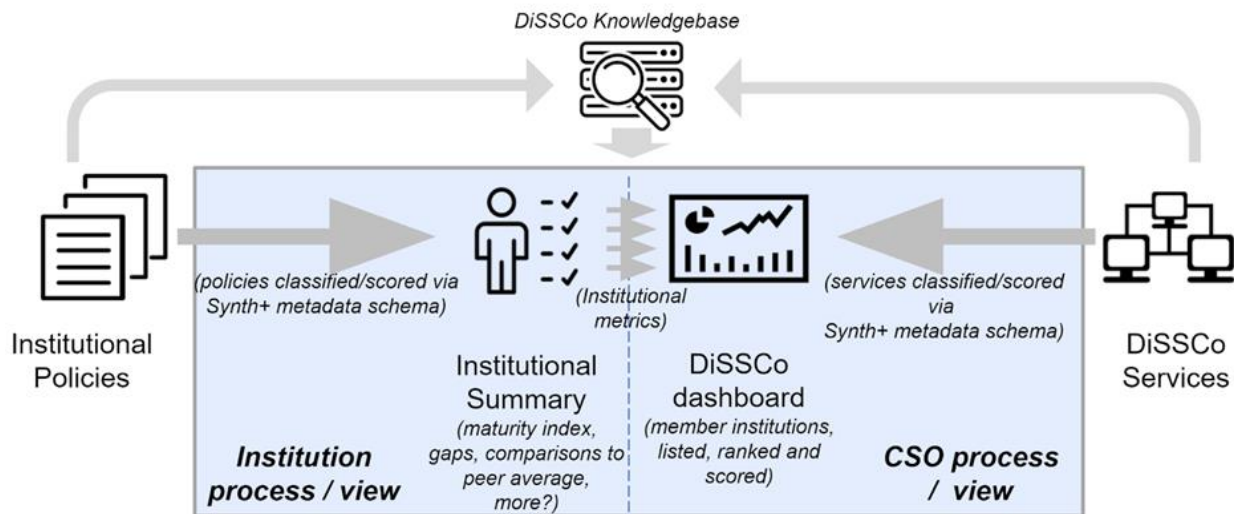 DiSSCo Knowledgebase
(policies classified/scored via
Synth+ metadata schema)
(Institutional
metrics)
(services classified/scored
via
Synth+ metadata schema)
Institutional
Policies
Institutional
Summary
(maturity index,
gaps, comparisons to
peer average,
more?)
DiSSCo
dashboard
(member institutions,
listed, ranked and
scored)
DiSSCo
Services
Institution
process / view
CSO process
/ view